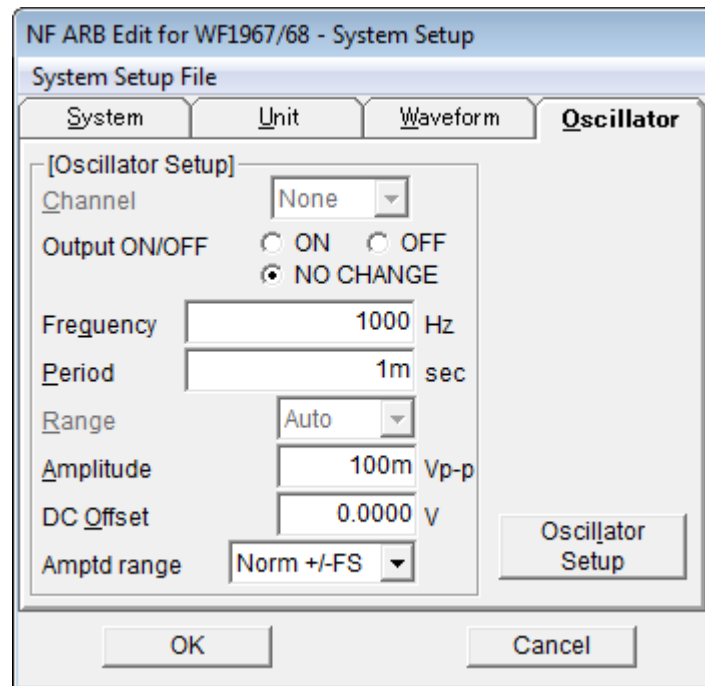 NF ARB Edit for WF1967/68 - System Setup
System Setup File
System Unit Waveform Oscillator
[Oscillator Setup]
Channel None
Output ON/OFF ON OFF
NO CHANGE
Freguency 1000 Hz
Period 1m sec
Range Auto
Amplitude 100m Vp-p
DC Offset 0.0000 V
Amptd range Norm +/-FS
Oscillator
Setup
OK Cancel